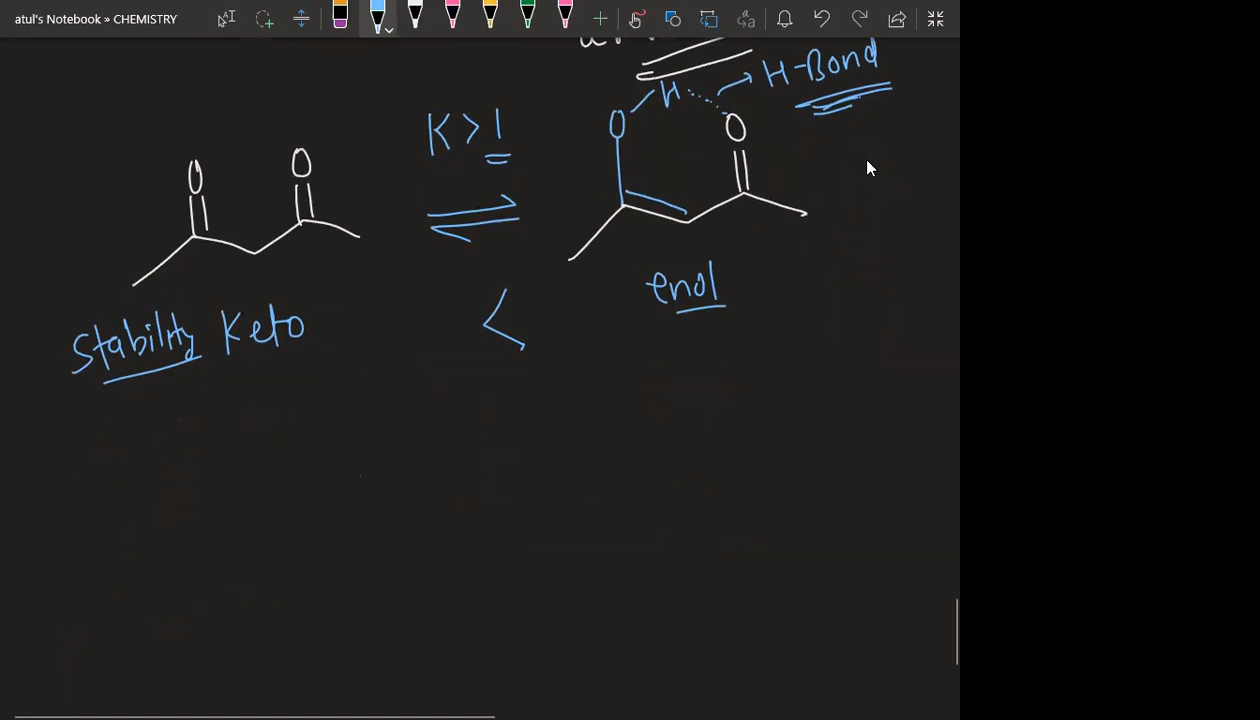 atul's Notebook » CHEMISTRY
H-Bond
H
O
O
K > 1
O
O
enol
Stability Keto <